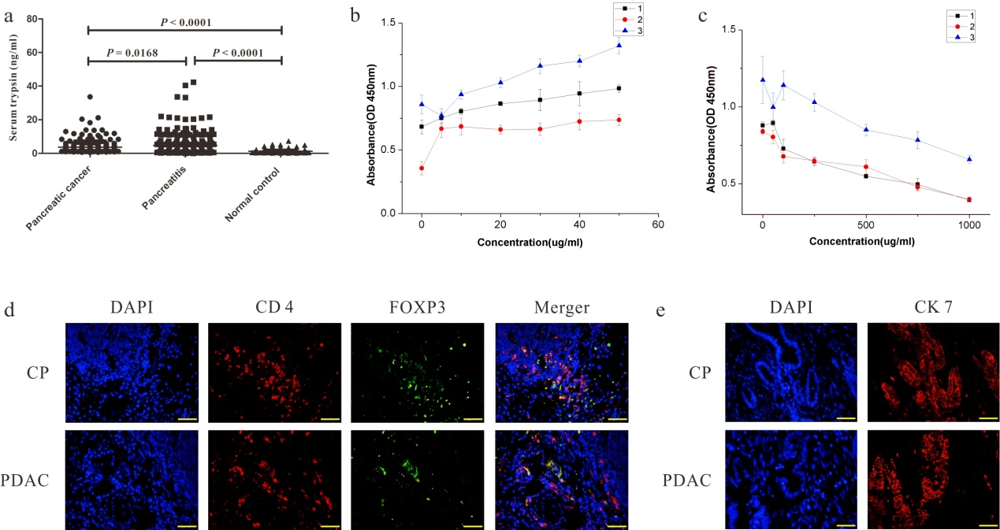 a
Serum trypsin (ng/ml)
80
60
40
20
0
P < 0.0001
P = 0.0168
P < 0.0001
Pancreatic cancer
Pancreatitis
Normal control
b
Absorbance(OD 450nm)
1.5
1.0
0.5
0.0
1
2
3
0
20
40
60
Concentration(ug/ml)
c
Absorbance(OD 450nm)
1.5
1.0
0.5
1
2
3
0
500
1000
Concentration(ug/ml)
d
DAPI
CD 4
FOXP3
Merger
CP
PDAC
e
DAPI
CK 7
CP
PDAC